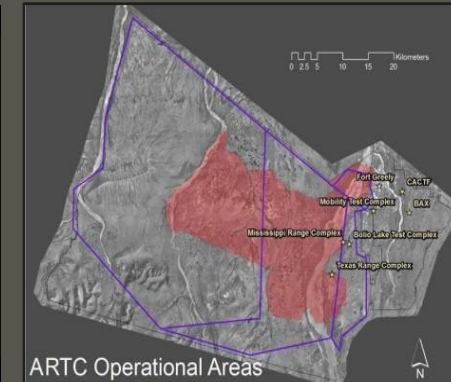 Kilometers
0 2.5 5 10 15 20
Fort Greely
CACTF
Mobility Test Complex
BAX
Mississippi Range Complex
Bolio Lake Test Complex
Texas Range Complex
ARTC Operational Areas
N